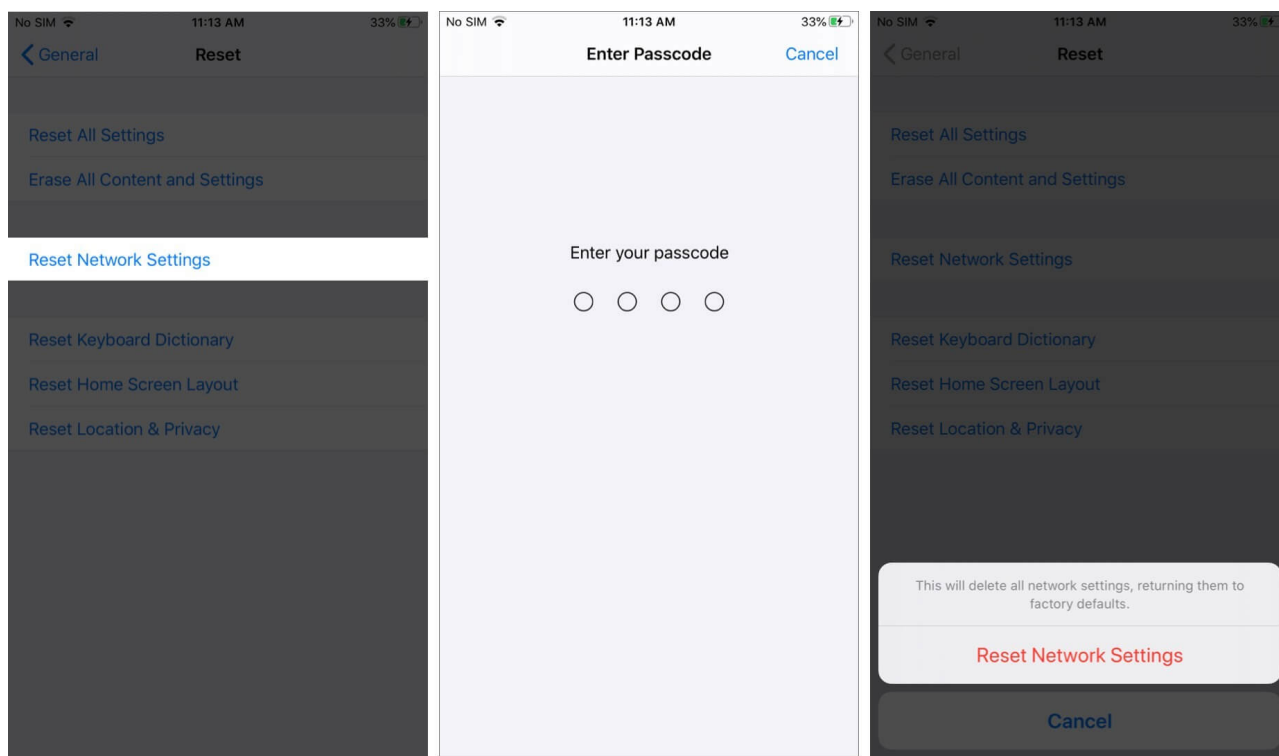 No SIM 11:13 AM 33%
General Reset
Reset All Settings
Erase All Content and Settings
Reset Network Settings
Reset Keyboard Dictionary
Reset Home Screen Layout
Reset Location & Privacy
No SIM 11:13 AM 33%
Enter Passcode Cancel
Enter your passcode
No SIM 11:13 AM 33%
General Reset
Reset All Settings
Erase All Content and Settings
Reset Network Settings
Reset Keyboard Dictionary
Reset Home Screen Layout
Reset Location & Privacy
This will delete all network settings, returning them to
factory defaults.
Reset Network Settings
Cancel